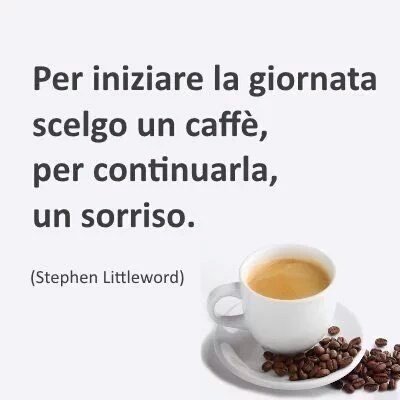 Per iniziare la giornata
scelgo un caffè,
per continuarla,
un sorriso.
(Stephen Littleword)